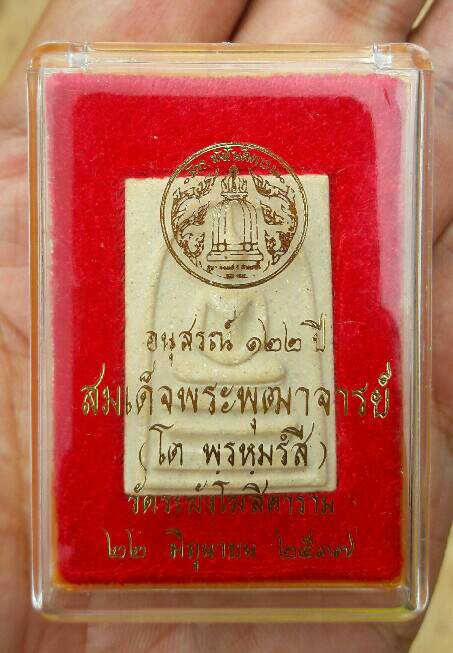 อนุสรณ์ ๑๒๒ ปี
สมเด็จพระพุฒาจารย์
(โต พฺรหฺมรํสี)
วัดระฆังโฆสิตาราม
๒๒ มิถุนายน ๒๕๓๗